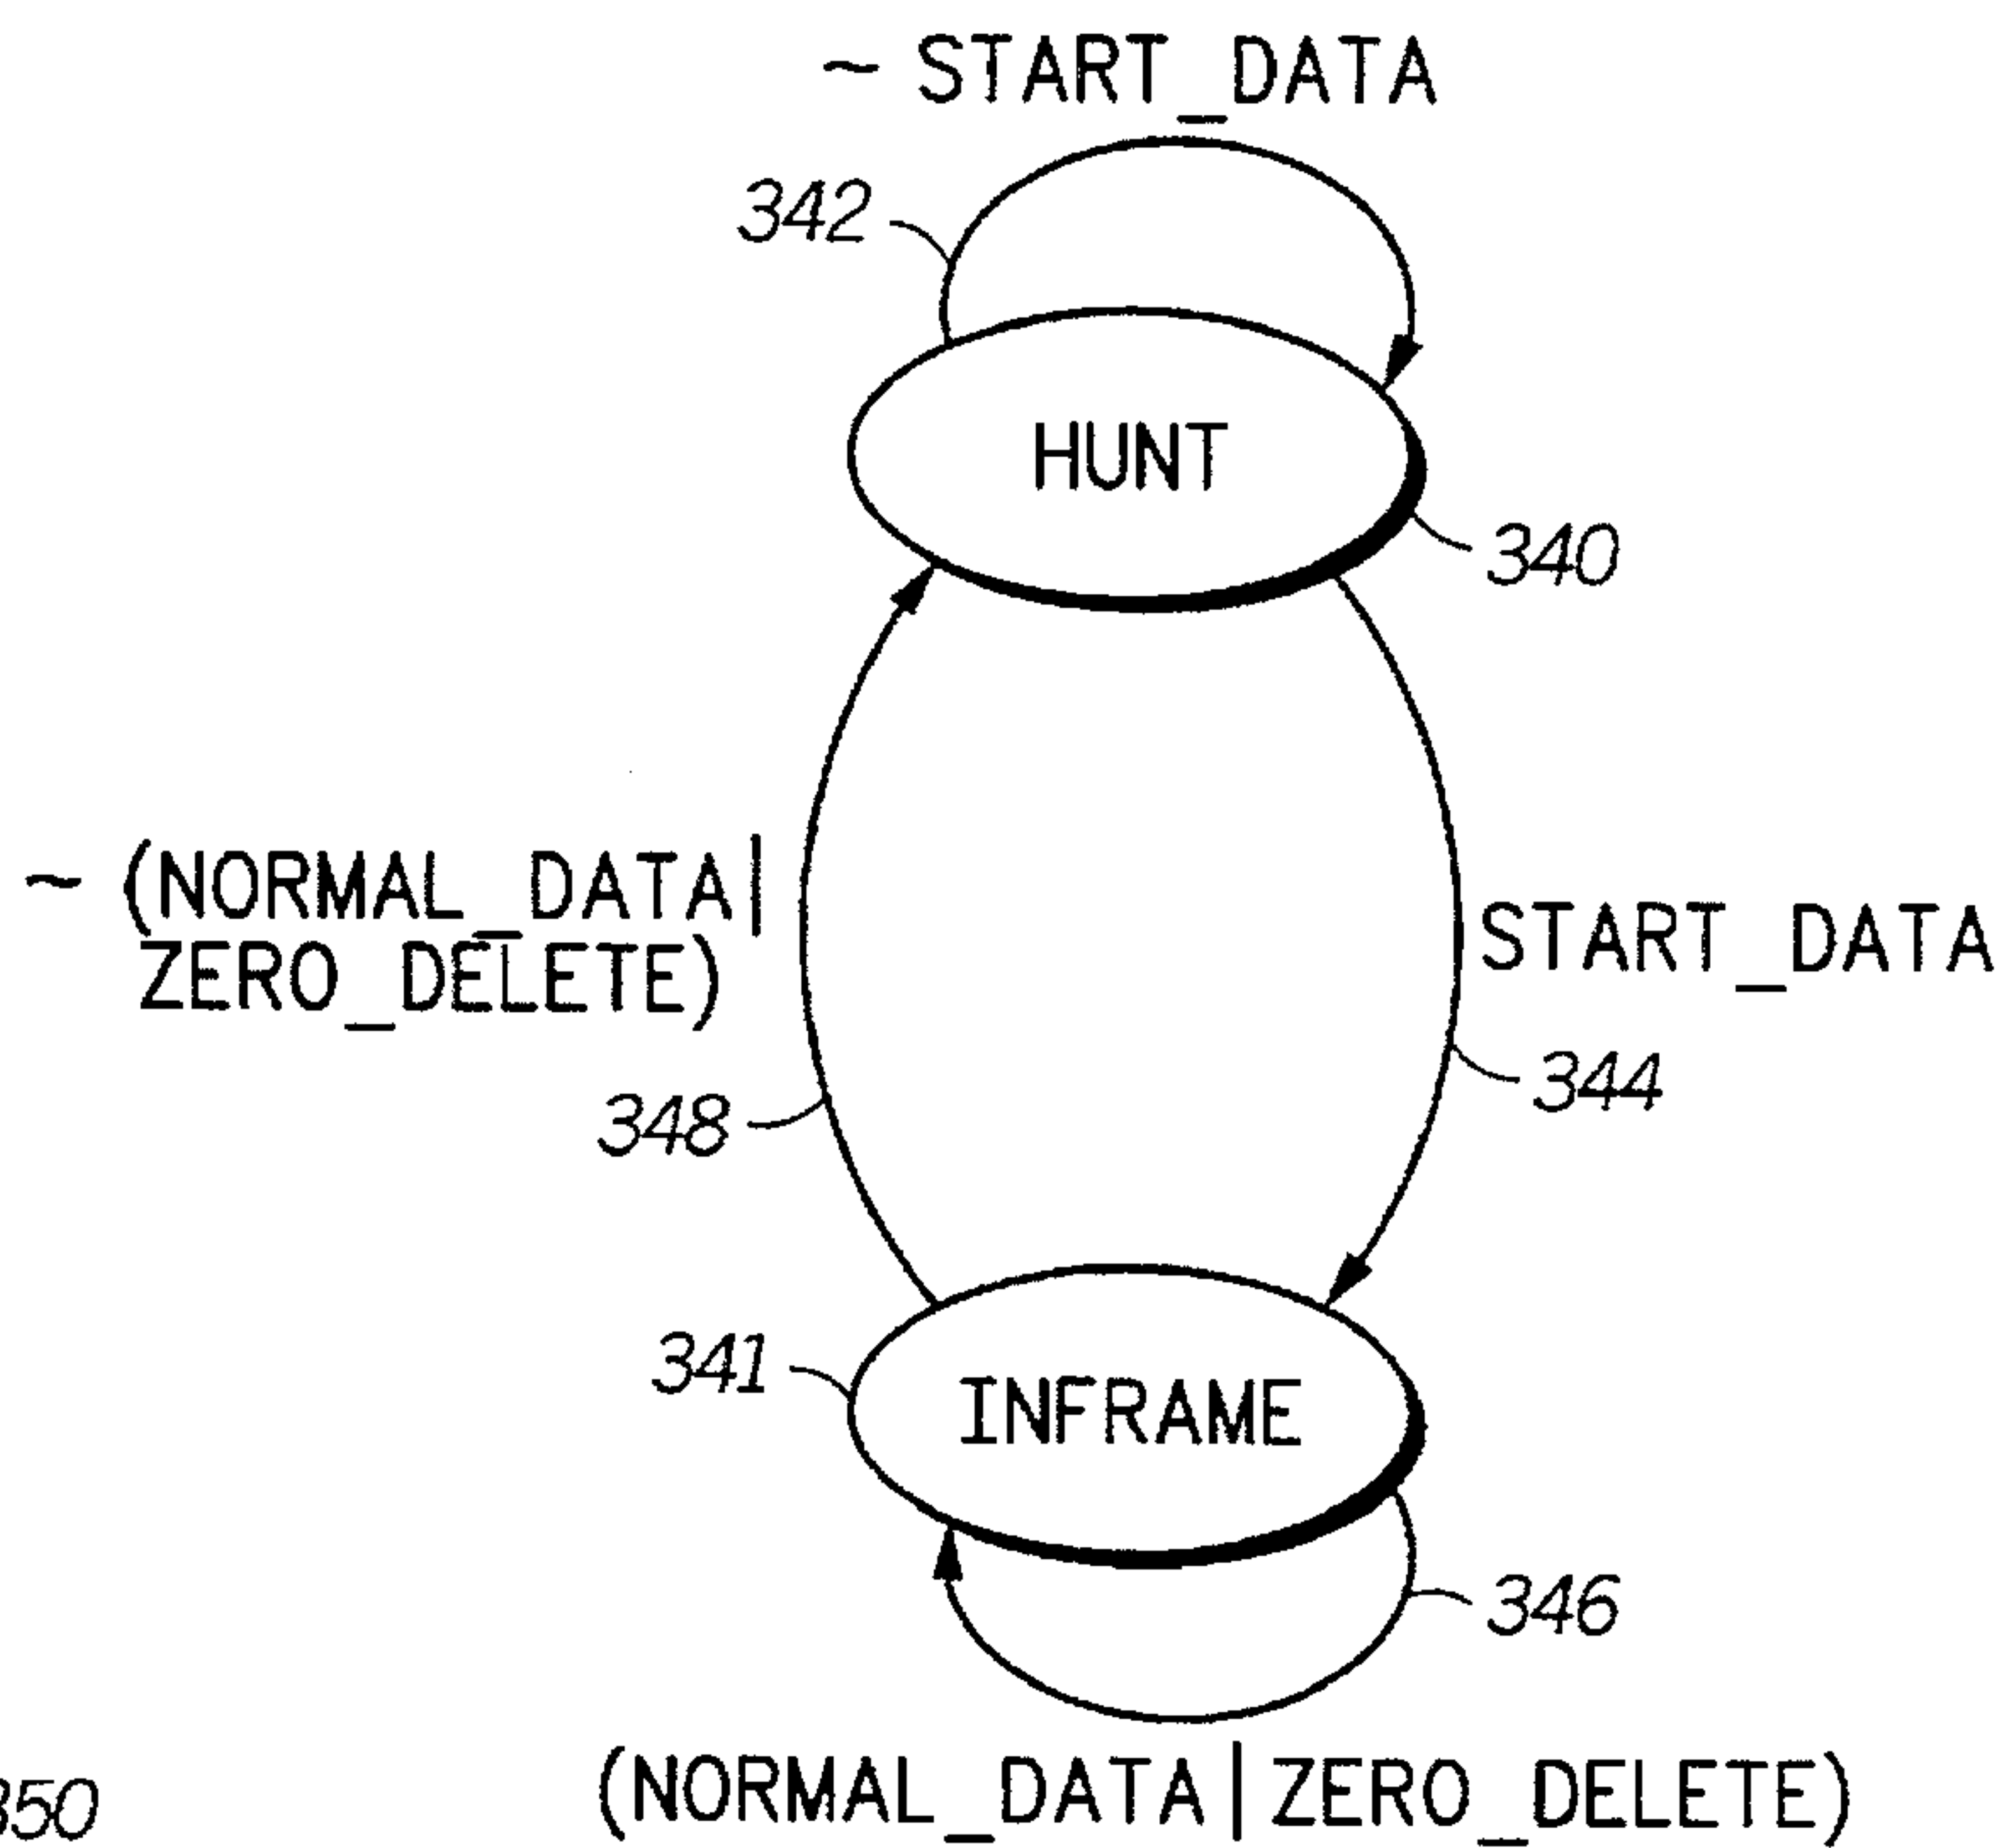 ~ START_DATA
342
HUNT
340
~ (NORMAL_DATA|
ZERO_DELETE)
START_DATA
344
348
341
INFRAME
346
350
(NORMAL_DATA|ZERO_DELETE)